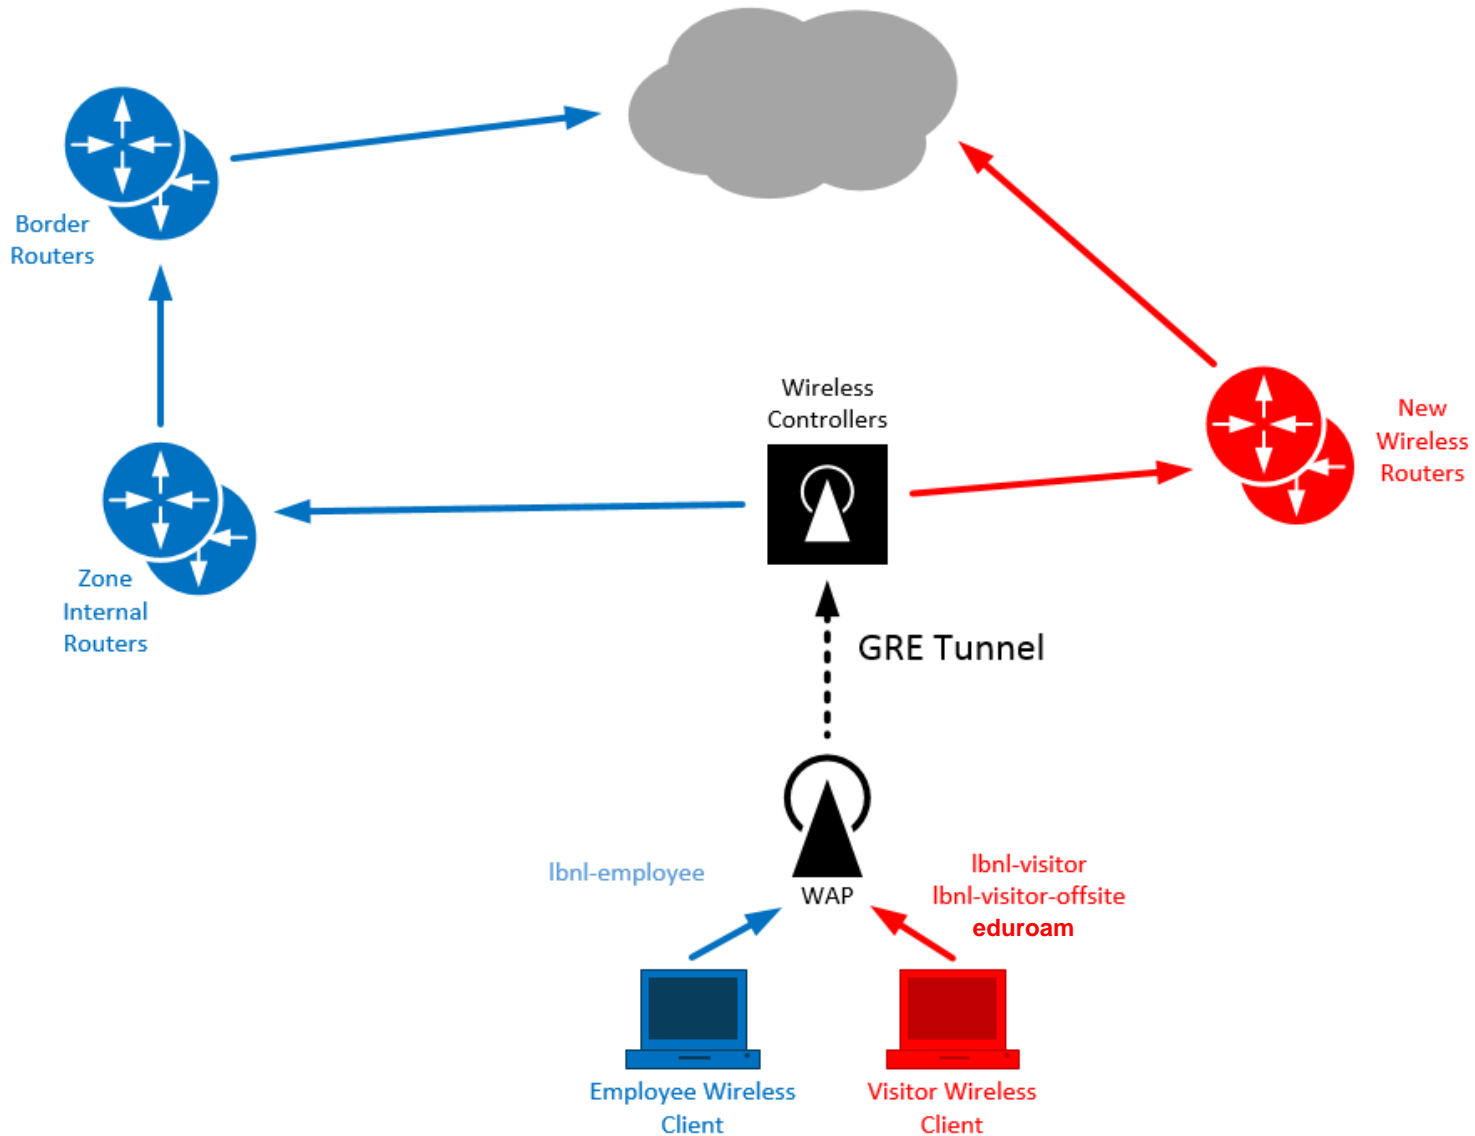 Border
Routers
Wireless
Controllers
New
Wireless
Routers
Zone
Internal
Routers
GRE Tunnel
lbnl-employee
WAP
lbnl-visitor
lbnl-visitor-offsite
eduroam
Employee Wireless
Client
Visitor Wireless
Client